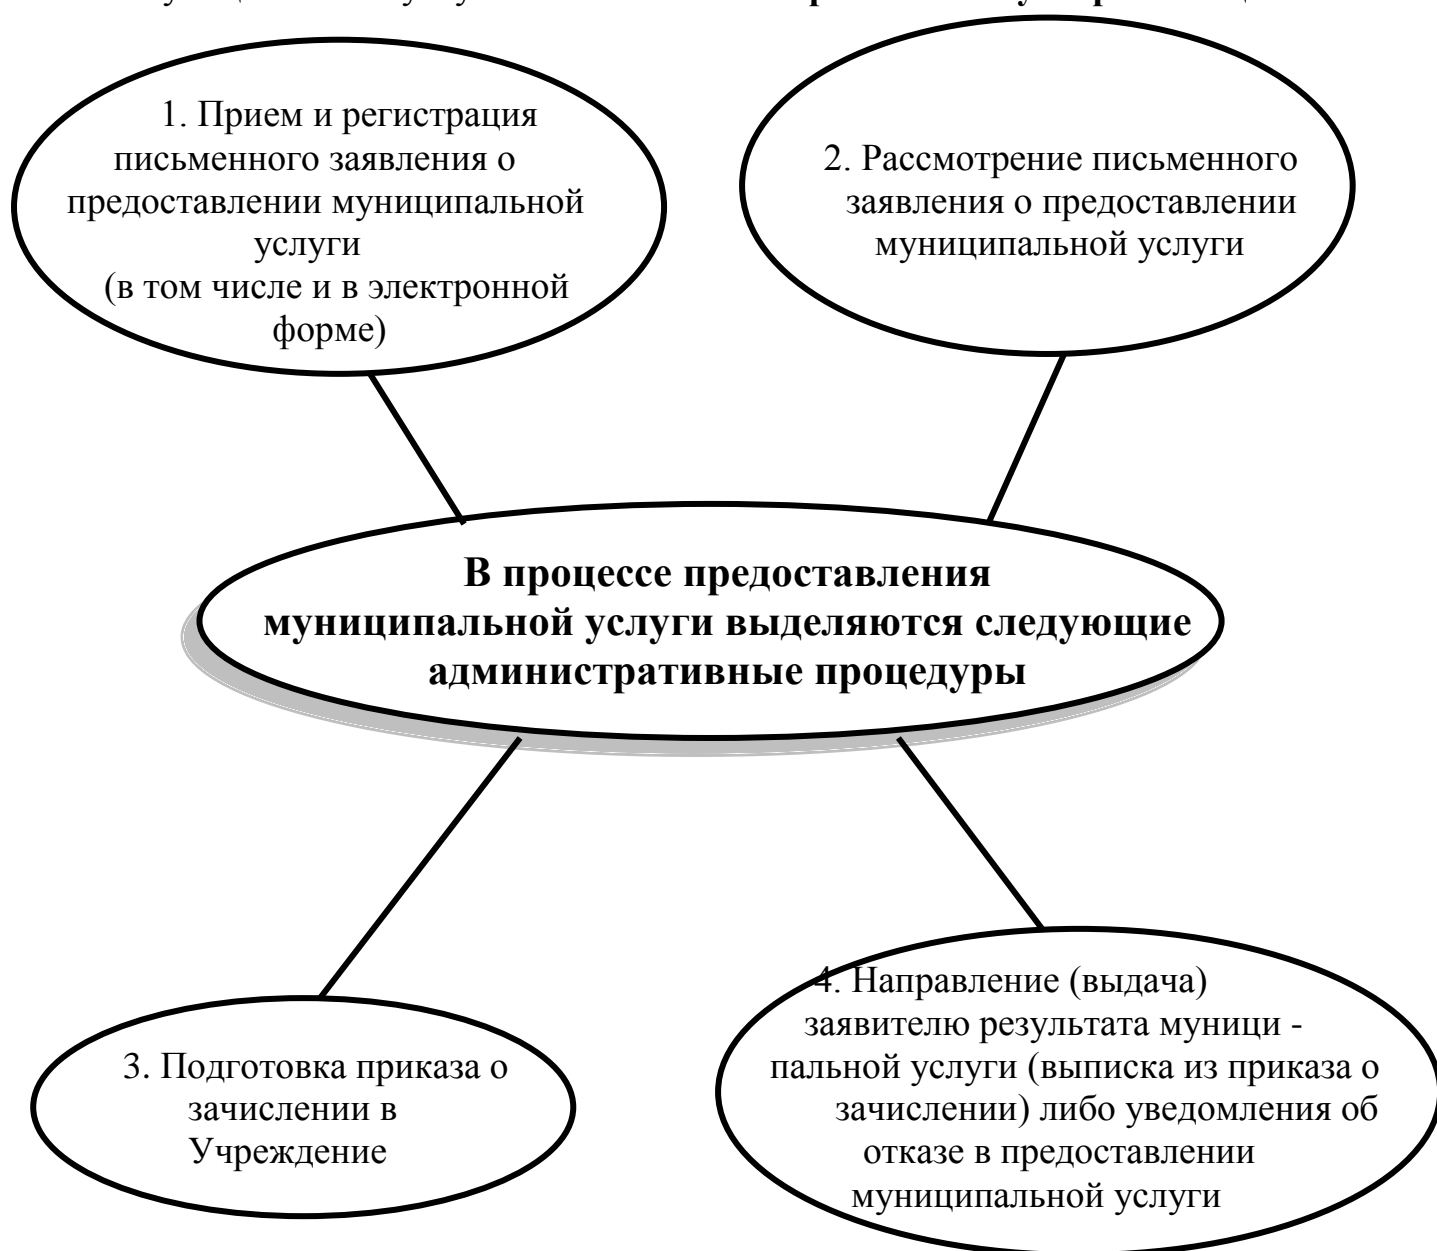 1. Прием и регистрация
письменного заявления о
предоставлении муниципальной
услуги
(в том числе и в электронной
форме)
2. Рассмотрение письменного
заявления о предоставлении
муниципальной услуги
В процессе предоставления
муниципальной услуги выделяются следующие
административные процедуры
3. Подготовка приказа о
зачислении в
Учреждение
4. Направление (выдача)
заявителю результата муници -
пальной услуги (выписка из приказа о
зачислении) либо уведомления об
отказе в предоставлении
муниципальной услуги